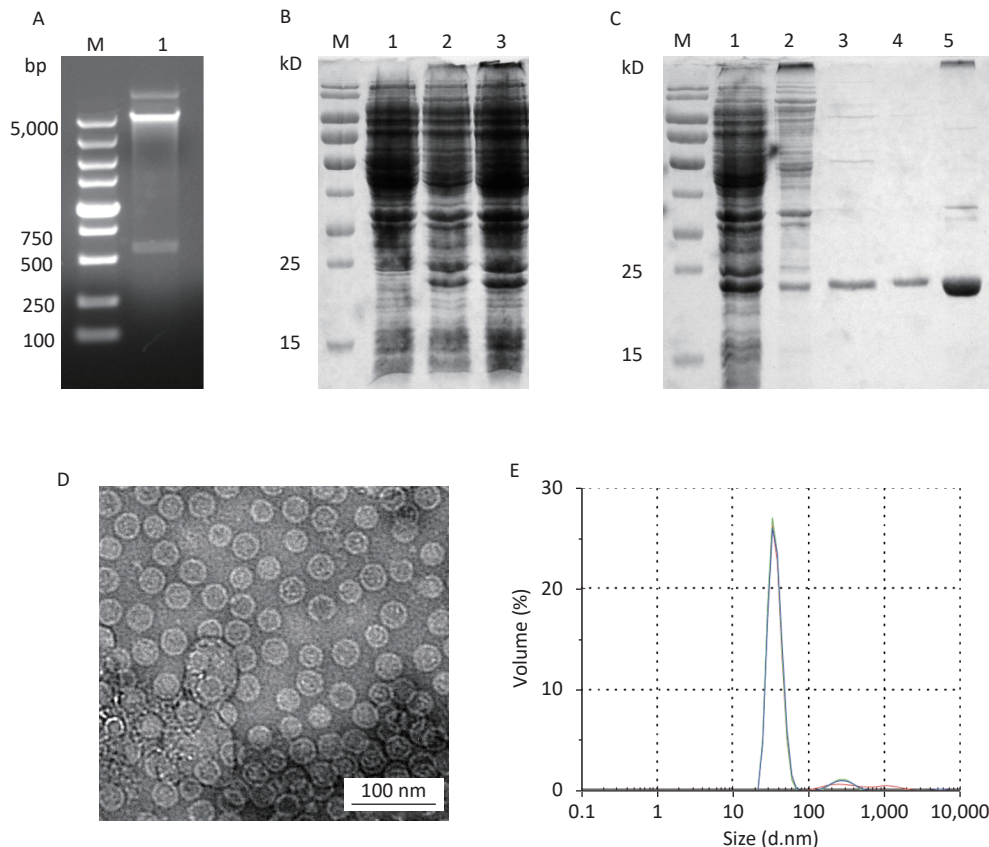 A
M 1
bp
5,000
750
500
250
100
B
M 1 2 3
kD
25
15
C
M 1 2 3 4 5
kD
25
15
D
100 nm
E
30
20
10
0
Volume (%)
0.1 1 10 100 1,000 10,000
Size (d.nm)